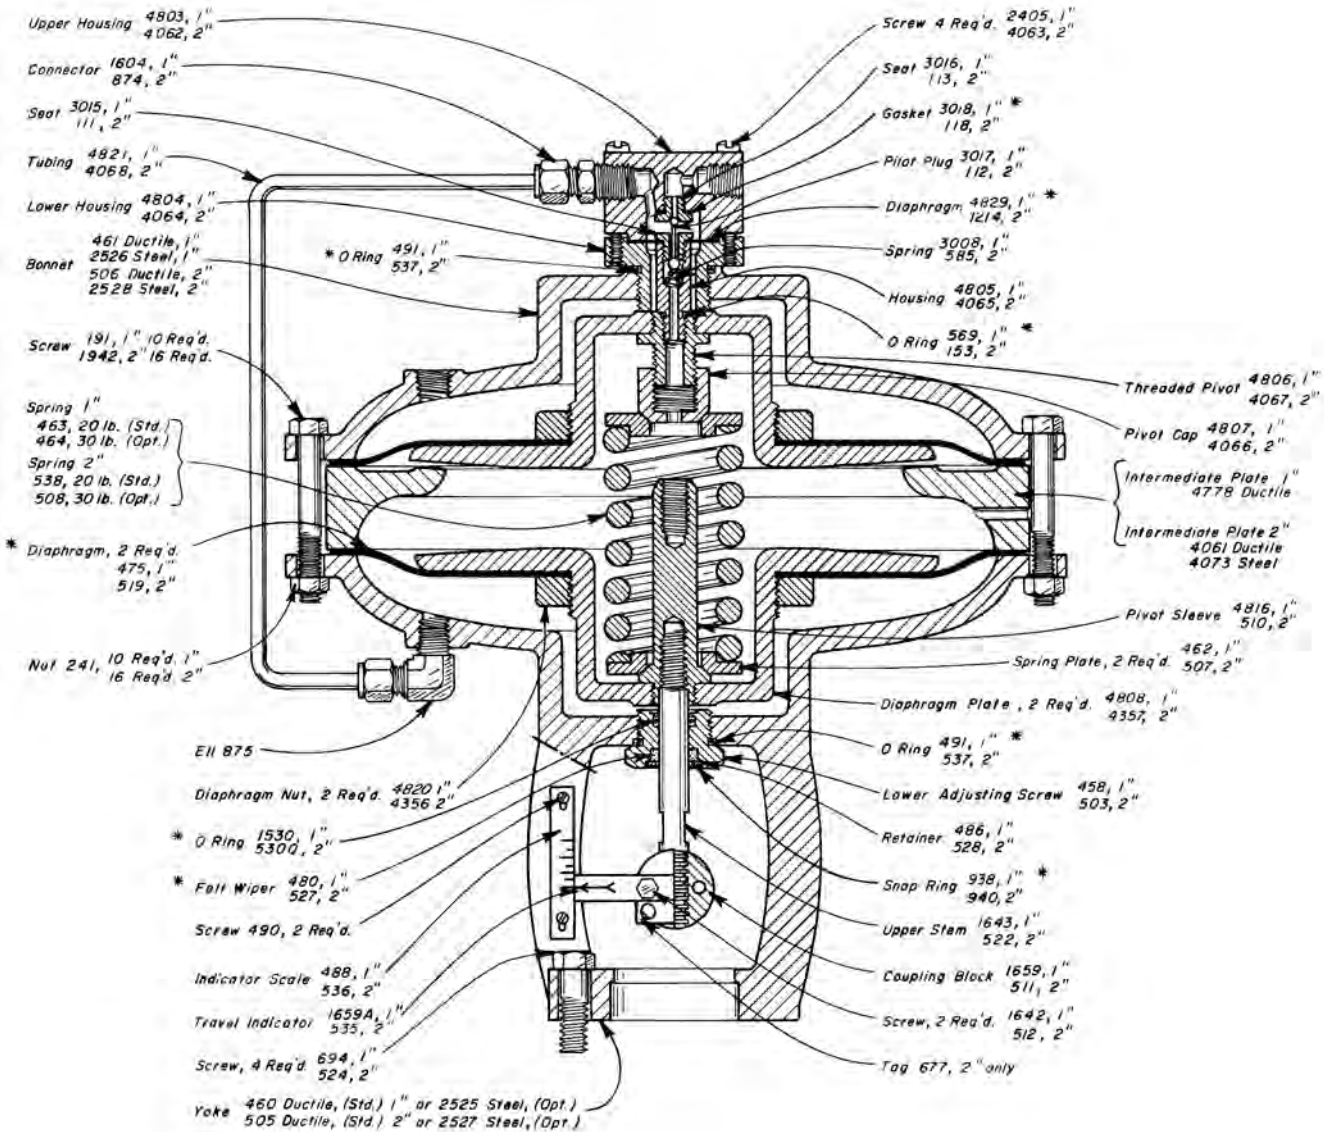 Upper Housing 4803, 1"
4062, 2"
Connector 1604, 1"
874, 2"
Seat 3015, 1"
111, 2"
Tubing 4821, 1"
4068, 2"
Lower Housing 4804, 1"
4064, 2"
Bonnet
461 Ductile, 1"
2526 Steel, 1"
506 Ductile, 2"
2528 Steel, 2"
* O Ring 491, 1"
537, 2"
Screw 191, 1" 10 Req'd.
1942, 2" 16 Req'd.
Spring 1"
463, 20 lb. (Std.)
464, 30 lb. (Opt.)
Spring 2"
538, 20 lb. (Std.)
508, 30 lb. (Opt.)
* Diaphragm, 2 Req'd.
475, 1"
519, 2"
Nut 241, 10 Req'd. 1"
16 Req'd. 2"
Ell 875
Diaphragm Nut, 2 Req'd. 4820 1"
4356 2"
* O Ring 1530, 1"
530Q, 2"
* Felt Wiper 480, 1"
527, 2"
Screw 490, 2 Req'd.
Indicator Scale 488, 1"
536, 2"
Travel Indicator 1659A, 1"
535, 2"
Screw, 4 Req'd. 694, 1"
524, 2"
Yoke 460 Ductile, (Std.) 1" or 2525 Steel, (Opt.)
505 Ductile, (Std.) 2" or 2527 Steel, (Opt.)
Screw 4 Req'd. 2405, 1"
4063, 2"
Seat 3016, 1"
113, 2"
Gasket 3018, 1" *
118, 2"
Pilot Plug 3017, 1"
112, 2"
Diaphragm 4829, 1" *
1214, 2"
Spring 3008, 1"
585, 2"
Housing 4805, 1"
4065, 2"
O Ring 569, 1" *
153, 2"
Threaded Pivot 4806, 1"
4067, 2"
Pivot Cap 4807, 1"
4066, 2"
Intermediate Plate 1"
4778 Ductile
Intermediate Plate 2"
4061 Ductile
4073 Steel
Pivot Sleeve 4816, 1"
510, 2"
Spring Plate, 2 Req'd. 462, 1"
507, 2"
Diaphragm Plate, 2 Req'd. 4808, 1"
4357, 2"
O Ring 491, 1" *
537, 2"
Lower Adjusting Screw 458, 1"
503, 2"
Retainer 486, 1"
528, 2"
Snap Ring 938, 1" *
940, 2"
Upper Stem 1643, 1"
522, 2"
Coupling Block 1659, 1"
511, 2"
Screw, 2 Req'd. 1642, 1"
512, 2"
Tag 677, 2" only